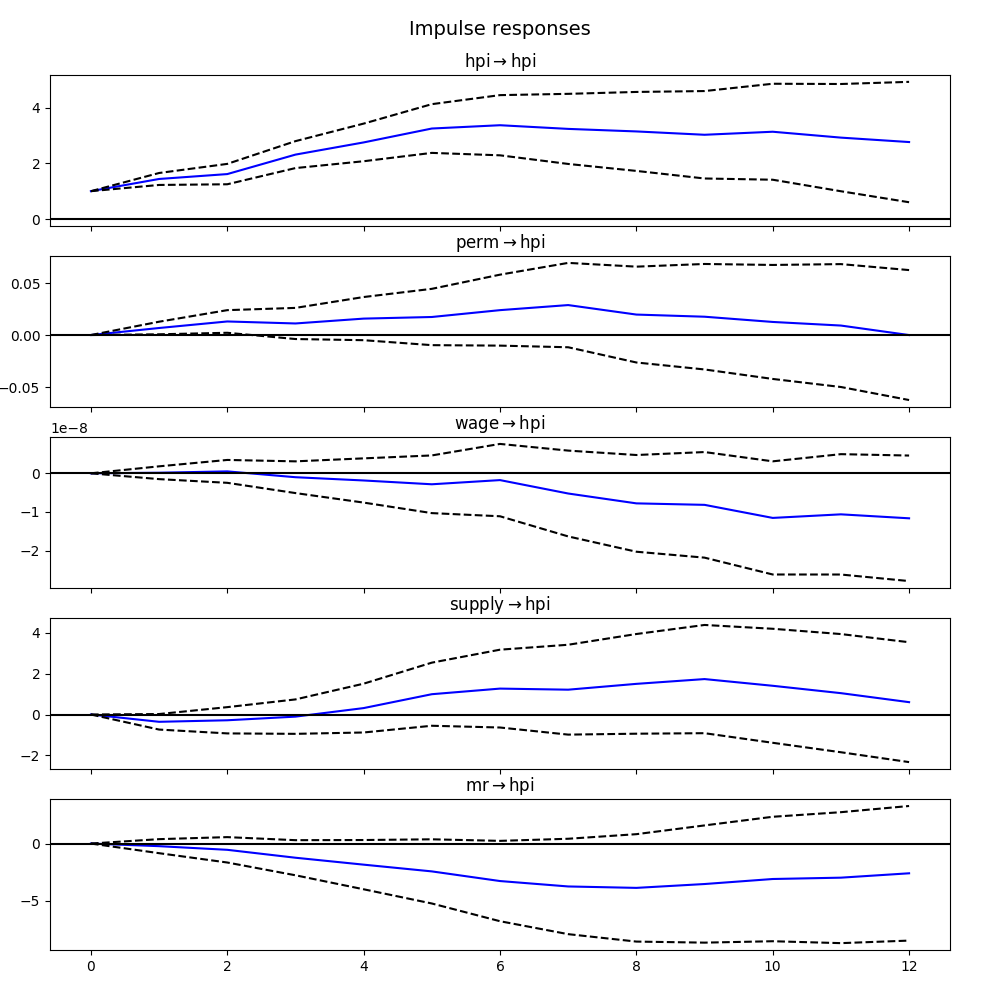 Impulse responses
hpi → hpi
4
2
0
perm → hpi
0.05
0.00
−0.05
wage → hpi
1e−8
0
−1
−2
supply → hpi
4
2
0
−2
mr → hpi
0
−5
0 2 4 6 8 10 12